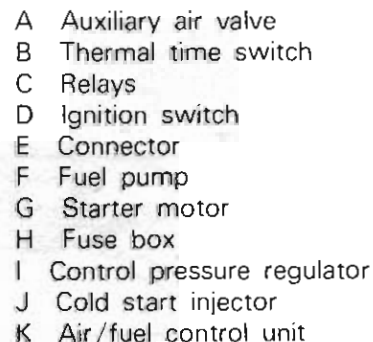 A Auxiliary air valve
B Thermal time switch
C Relays
D Ignition switch
E Connector
F Fuel pump
G Starter motor
H Fuse box
I Control pressure regulator
J Cold start injector
K Air/fuel control unit